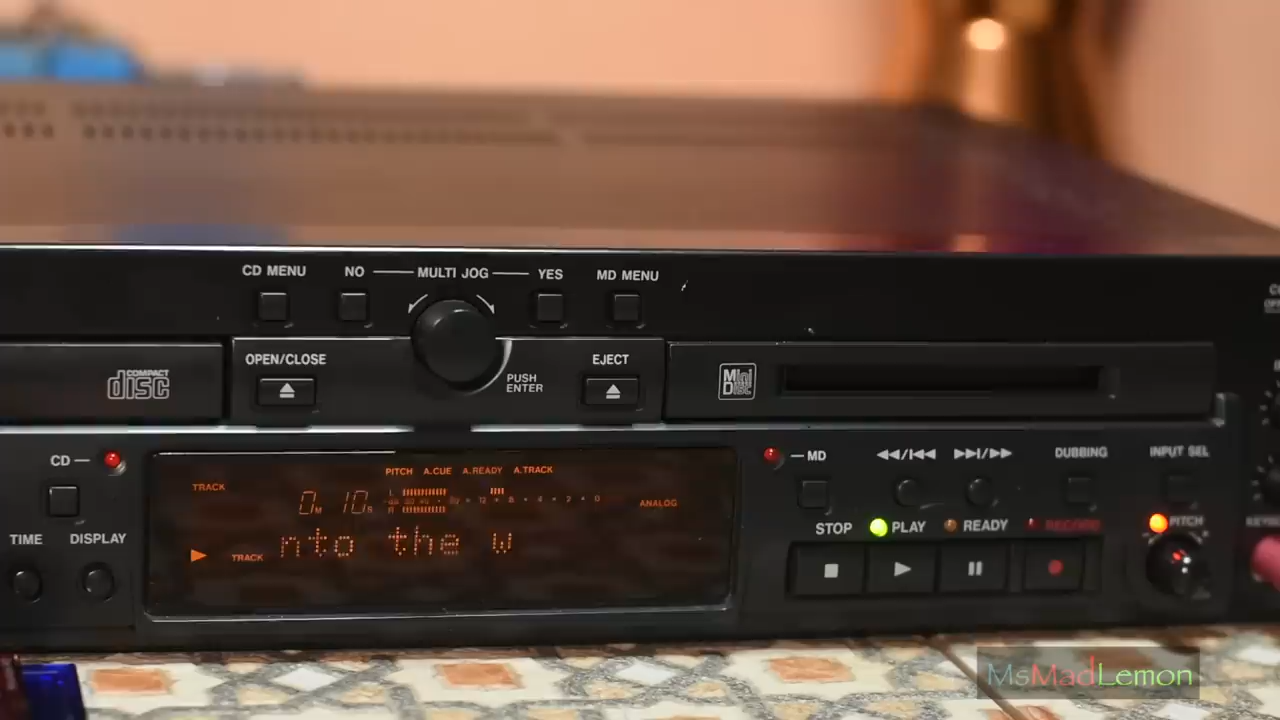 CD MENU NO MULTI JOG YES MD MENU
OPEN/CLOSE
PUSH
ENTER
EJECT
COMPACT
disc
Mini
Disc
CD
TIME DISPLAY
PITCH A.CUE A.READY A.TRACK
TRACK
0M 10S
L
R
ANALOG
TRACK nto the w
MD
DUBBING INPUT SEL
STOP PLAY READY RECORD PITCH
MsMadLemon